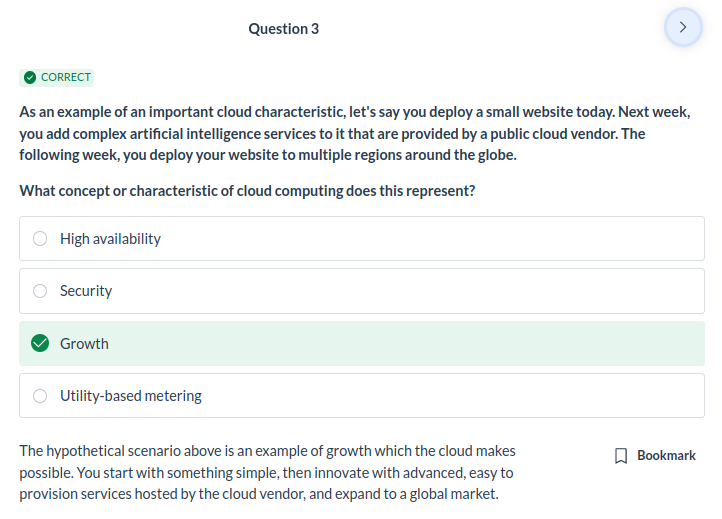 Question 3
CORRECT
As an example of an important cloud characteristic, let's say you deploy a small website today. Next week,
you add complex artificial intelligence services to it that are provided by a public cloud vendor. The
following week, you deploy your website to multiple regions around the globe.
What concept or characteristic of cloud computing does this represent?
High availability
Security
Growth
Utility-based metering
The hypothetical scenario above is an example of growth which the cloud makes
possible. You start with something simple, then innovate with advanced, easy to
provision services hosted by the cloud vendor, and expand to a global market.
Bookmark